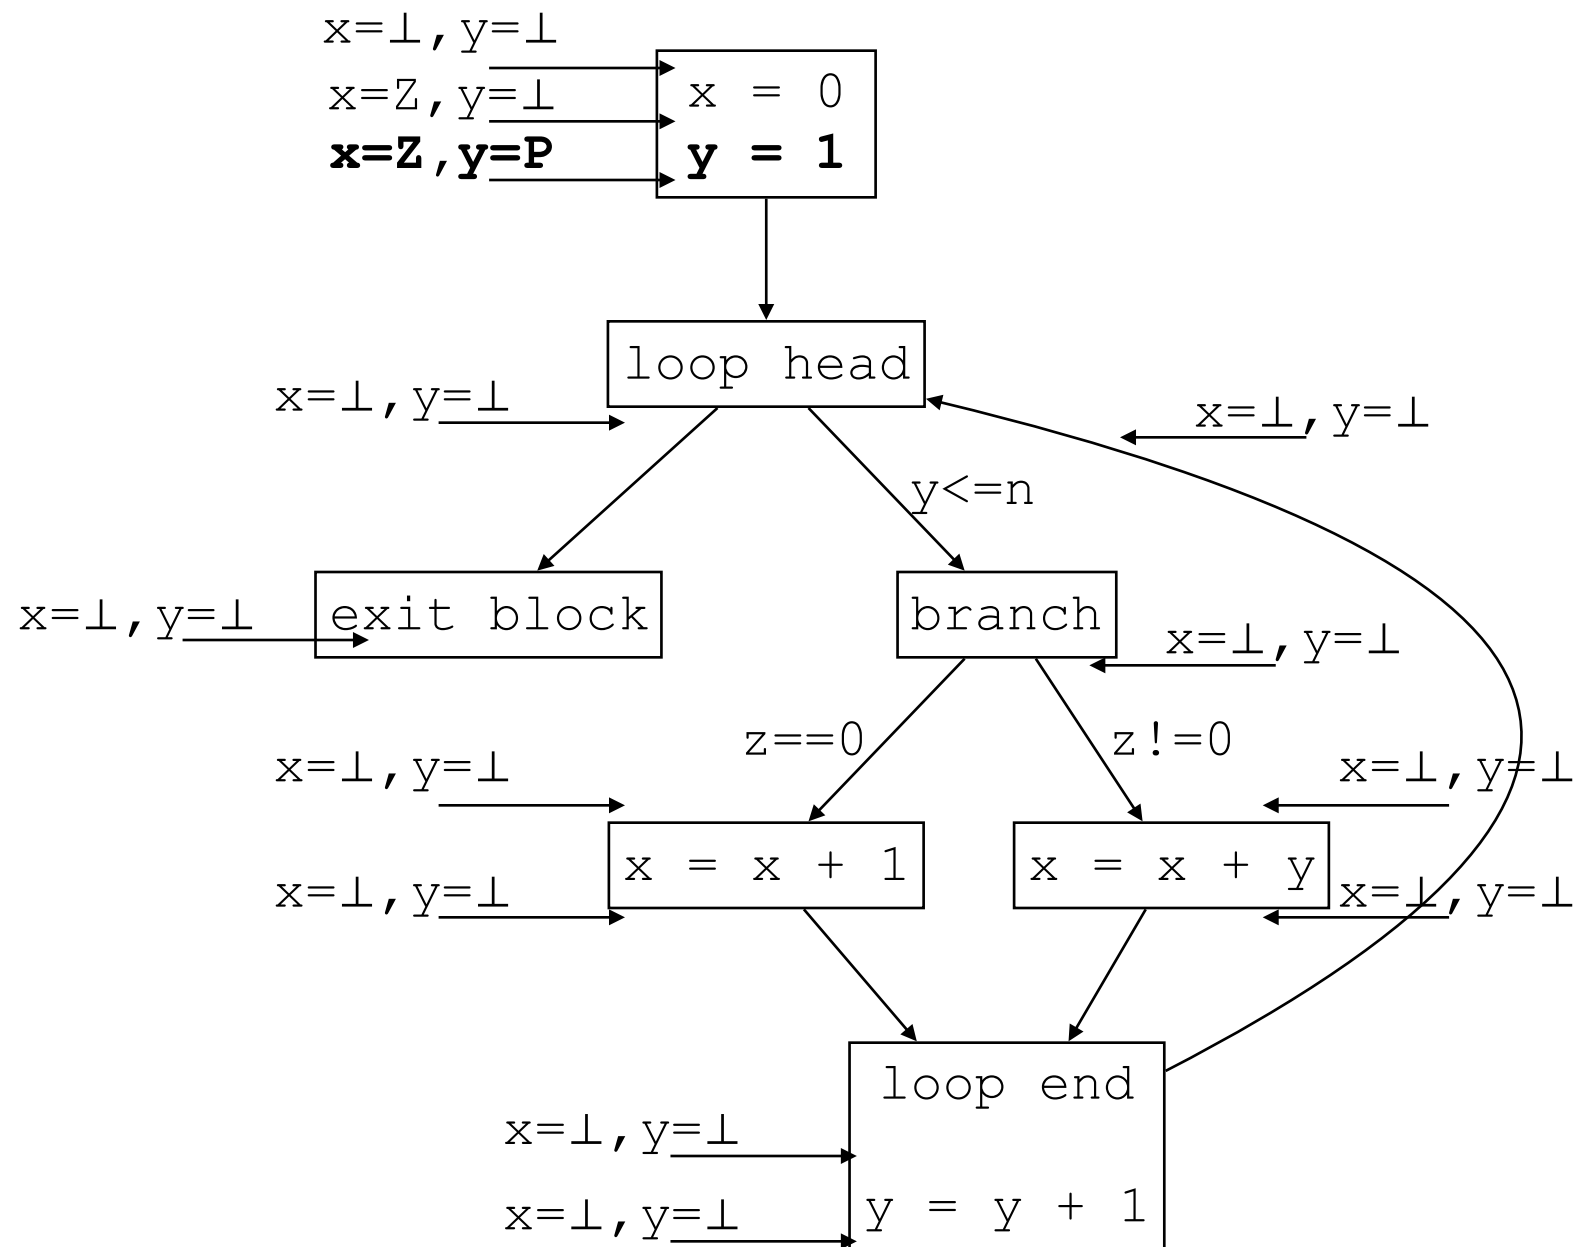 x=⊥,y=⊥
x=Z,y=⊥
x = 0
x=Z,y=P
y = 1
loop head
x=⊥,y=⊥
x=⊥,y=⊥
y<=n
exit block
x=⊥,y=⊥
branch
x=⊥,y=⊥
z==0
z!=0
x=⊥,y=⊥
x=⊥,y=⊥
x = x + 1
x = x + y
x=⊥,y=⊥
x=⊥,y=⊥
loop end
x=⊥,y=⊥
x=⊥,y=⊥
y = y + 1